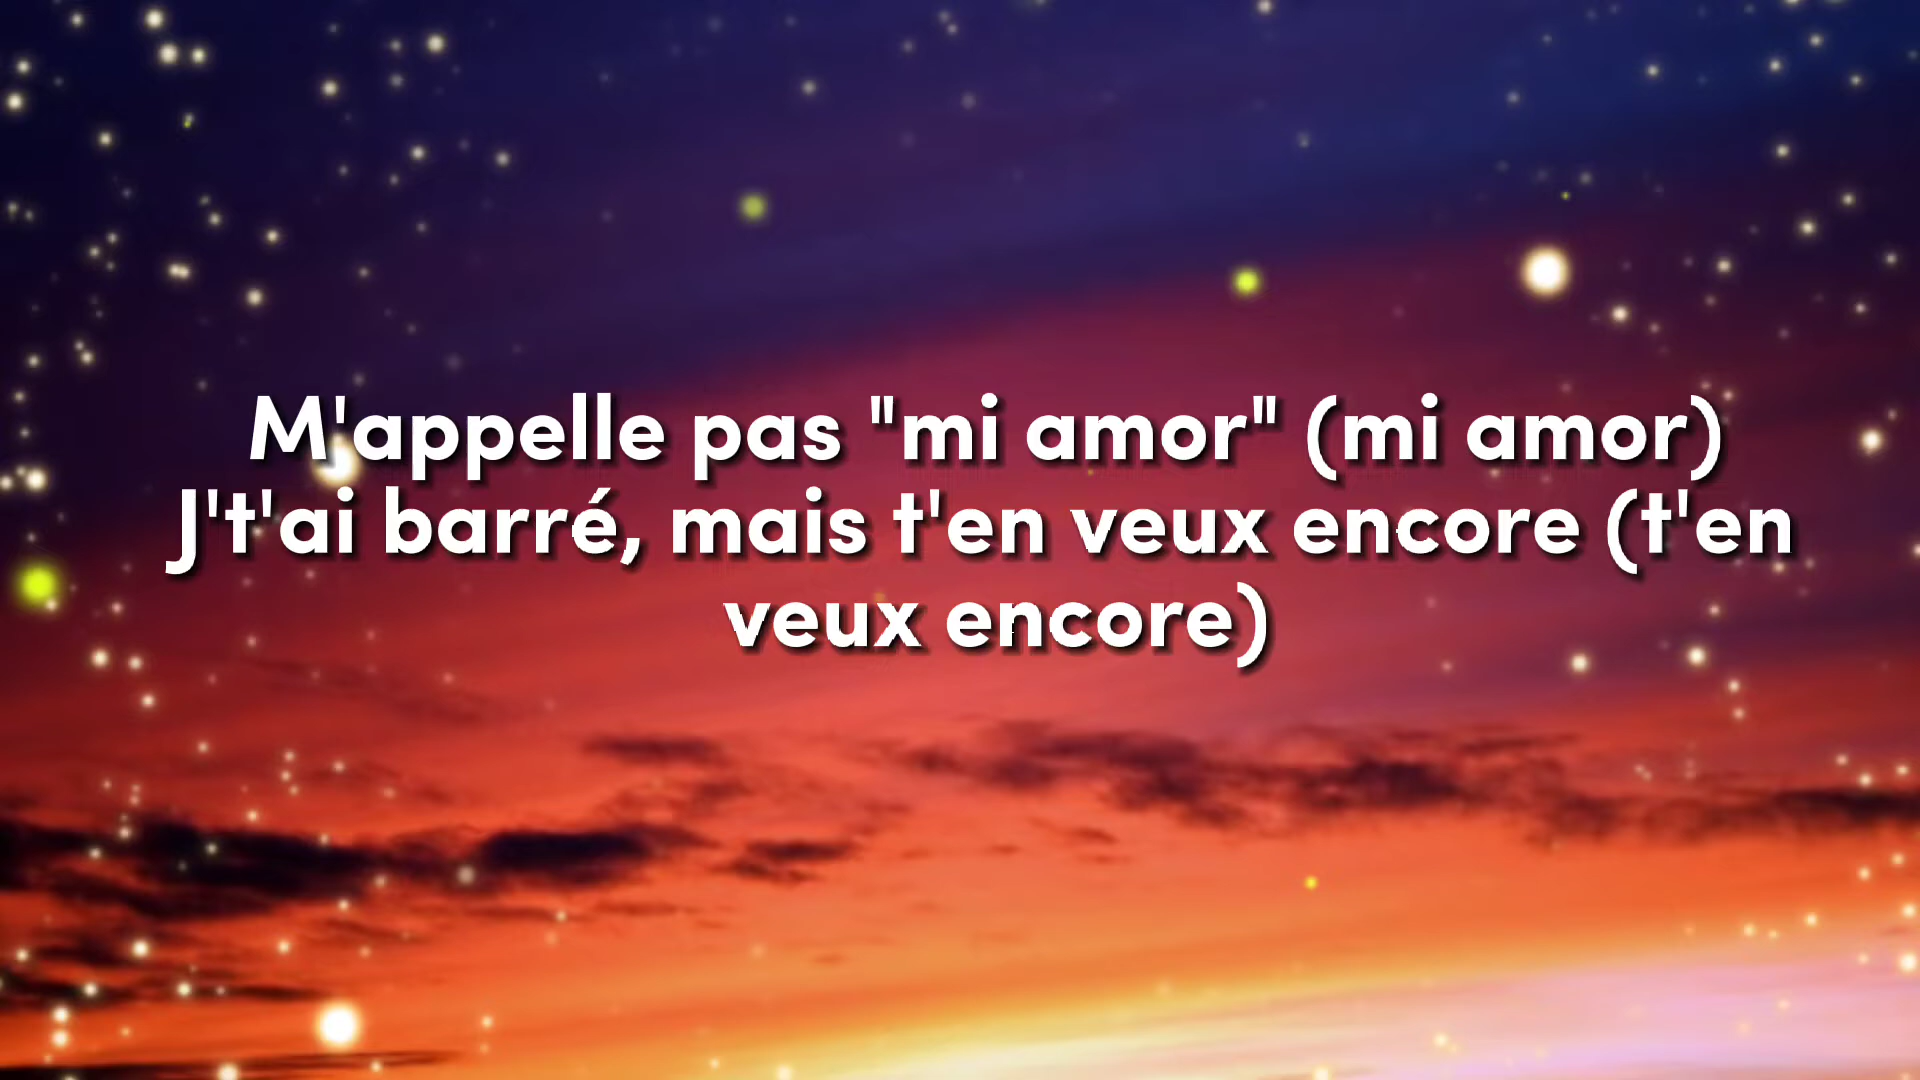 M'appelle pas "mi amor" (mi amor)
J't'ai barré, mais t'en veux encore (t'en
veux encore)